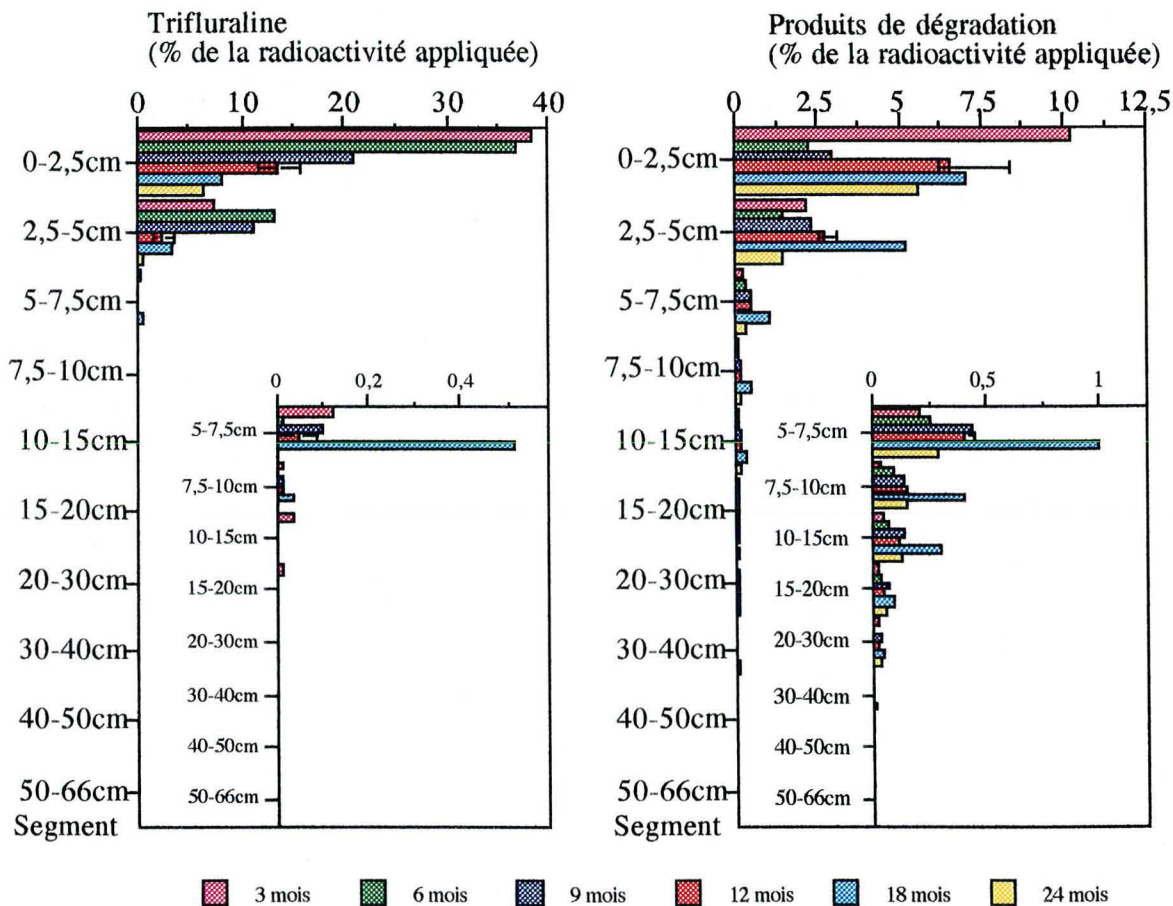 Trifluraline
(% de la radioactivité appliquée)
0 10 20 30 40
0-2,5cm
2,5-5cm
5-7,5cm
7,5-10cm
10-15cm
15-20cm
20-30cm
30-40cm
40-50cm
50-66cm
Segment
0 0,2 0,4
5-7,5cm
7,5-10cm
10-15cm
15-20cm
20-30cm
30-40cm
40-50cm
50-66cm
Produits de dégradation
(% de la radioactivité appliquée)
0 2,5 5 7,5 10 12,5
0-2,5cm
2,5-5cm
5-7,5cm
7,5-10cm
10-15cm
15-20cm
20-30cm
30-40cm
40-50cm
50-66cm
Segment
0 0,5 1
5-7,5cm
7,5-10cm
10-15cm
15-20cm
20-30cm
30-40cm
40-50cm
50-66cm
3 mois 6 mois 9 mois 12 mois 18 mois 24 mois